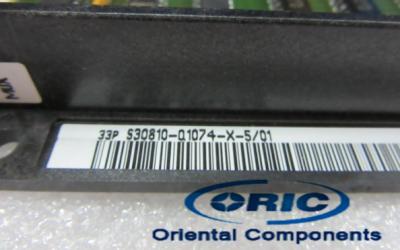 33P S30810-Q1074-X-5/01
ORIC
Oriental Components